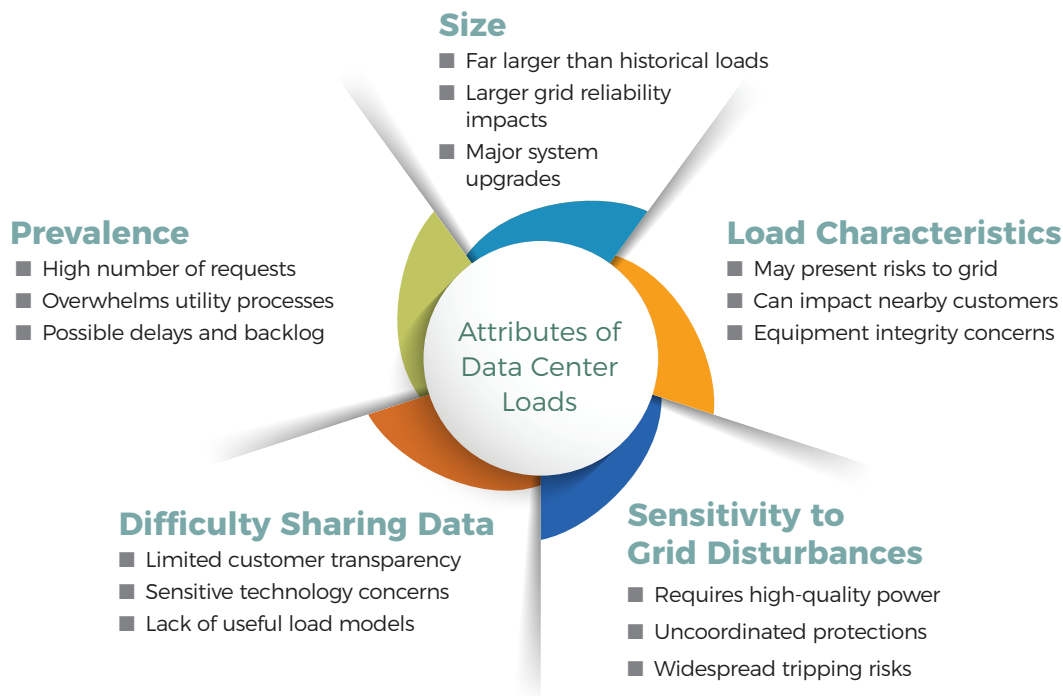 Size
■ Far larger than historical loads
■ Larger grid reliability
impacts
■ Major system
upgrades
Prevalence
■ High number of requests
■ Overwhelms utility processes
■ Possible delays and backlog
Load Characteristics
■ May present risks to grid
■ Can impact nearby customers
■ Equipment integrity concerns
Attributes of
Data Center
Loads
Difficulty Sharing Data
■ Limited customer transparency
■ Sensitive technology concerns
■ Lack of useful load models
Sensitivity to
Grid Disturbances
■ Requires high-quality power
■ Uncoordinated protections
■ Widespread tripping risks